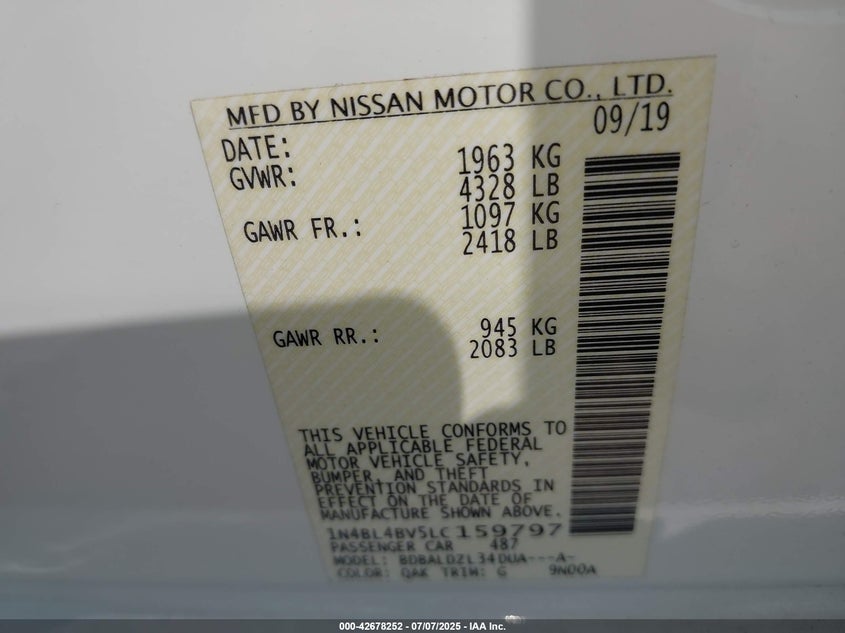 MFD BY NISSAN MOTOR CO., LTD.
DATE: 09/19
GVWR: 1963 KG
4328 LB
GAWR FR.: 1097 KG
2418 LB
GAWR RR.: 945 KG
2083 LB
THIS VEHICLE CONFORMS TO
ALL APPLICABLE FEDERAL
MOTOR VEHICLE SAFETY,
BUMPER, AND THEFT
PREVENTION STANDARDS IN
EFFECT ON THE DATE OF
MANUFACTURE SHOWN ABOVE.
1N4BL4BV5LC159797
PASSENGER CAR 487
MODEL: BDBALDZL34DUA---A-
COLOR: QAK TRIM: G 9N00A
000-42678252 - 07/07/2025 - IAA Inc.